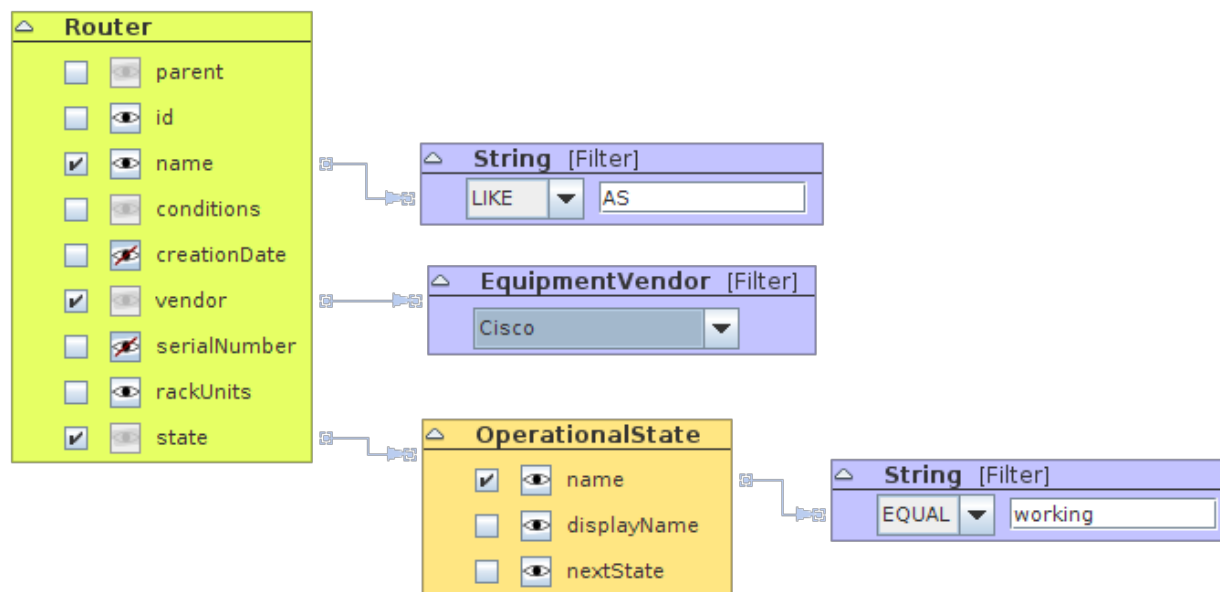 Router
parent
id
name
conditions
creationDate
vendor
serialNumber
rackUnits
state
String [Filter]
LIKE AS
EquipmentVendor [Filter]
Cisco
OperationalState
name
displayName
nextState
String [Filter]
EQUAL working